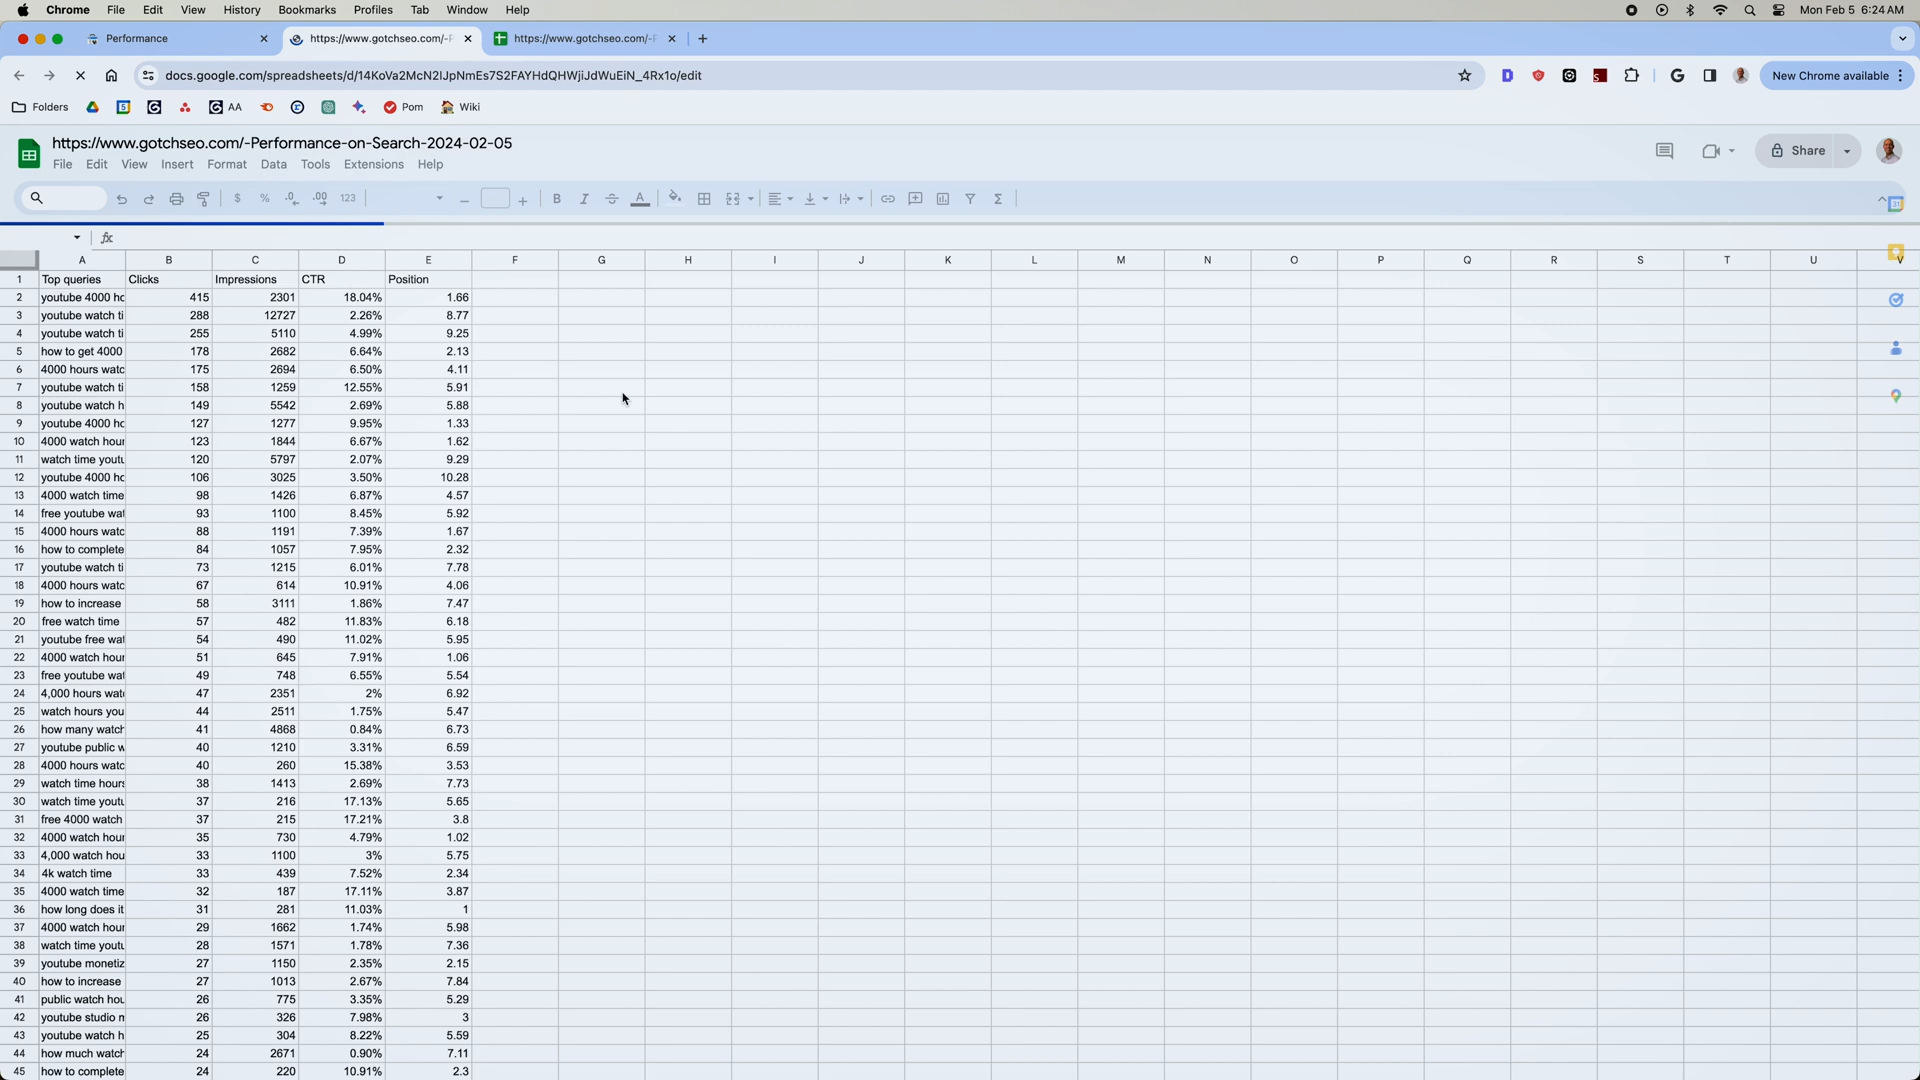 Chrome File Edit View History Bookmarks Profiles Tab Window Help Mon Feb 5 6:24 AM
Performance https://www.gotchseo.com/-P https://www.gotchseo.com/-P
docs.google.com/spreadsheets/d/14KoVa2McN2IJpNmEs7S2FAYHdQHWjiJdWuEiN_4Rx1o/edit New Chrome available
Folders AA Pom Wiki
https://www.gotchseo.com/-Performance-on-Search-2024-02-05
File Edit View Insert Format Data Tools Extensions Help Share
$ % .0 .00 123 B I S A Σ
fx
A B C D E F G H I J K L M N O P Q R S T U V
1 Top queries Clicks Impressions CTR Position
2 youtube 4000 hc 415 2301 18.04% 1.66
3 youtube watch ti 288 12727 2.26% 8.77
4 youtube watch ti 255 5110 4.99% 9.25
5 how to get 4000 178 2682 6.64% 2.13
6 4000 hours watc 175 2694 6.50% 4.11
7 youtube watch ti 158 1259 12.55% 5.91
8 youtube watch h 149 5542 2.69% 5.88
9 youtube 4000 hc 127 1277 9.95% 1.33
10 4000 watch hour 123 1844 6.67% 1.62
11 watch time youtu 120 5797 2.07% 9.29
12 youtube 4000 hc 106 3025 3.50% 10.28
13 4000 watch time 98 1426 6.87% 4.57
14 free youtube wat 93 1100 8.45% 5.92
15 4000 hours watc 88 1191 7.39% 1.67
16 how to complete 84 1057 7.95% 2.32
17 youtube watch ti 73 1215 6.01% 7.78
18 4000 hours watc 67 614 10.91% 4.06
19 how to increase 58 3111 1.86% 7.47
20 free watch time 57 482 11.83% 6.18
21 youtube free wat 54 490 11.02% 5.95
22 4000 watch hour 51 645 7.91% 1.06
23 free youtube wat 49 748 6.55% 5.54
24 4,000 hours wat 47 2351 2% 6.92
25 watch hours you 44 2511 1.75% 5.47
26 how many watch 41 4868 0.84% 6.73
27 youtube public w 40 1210 3.31% 6.59
28 4000 hours watc 40 260 15.38% 3.53
29 watch time hours 38 1413 2.69% 7.73
30 watch time youtu 37 216 17.13% 5.65
31 free 4000 watch 37 215 17.21% 3.8
32 4000 watch hour 35 730 4.79% 1.02
33 4,000 watch hou 33 1100 3% 5.75
34 4k watch time 33 439 7.52% 2.34
35 4000 watch time 32 187 17.11% 3.87
36 how long does it 31 281 11.03% 1
37 4000 watch hour 29 1662 1.74% 5.98
38 watch time youtu 28 1571 1.78% 7.36
39 youtube monetiz 27 1150 2.35% 2.15
40 how to increase 27 1013 2.67% 7.84
41 public watch hou 26 775 3.35% 5.29
42 youtube studio m 26 326 7.98% 3
43 youtube watch h 25 304 8.22% 5.59
44 how much watch 24 2671 0.90% 7.11
45 how to complete 24 220 10.91% 2.3